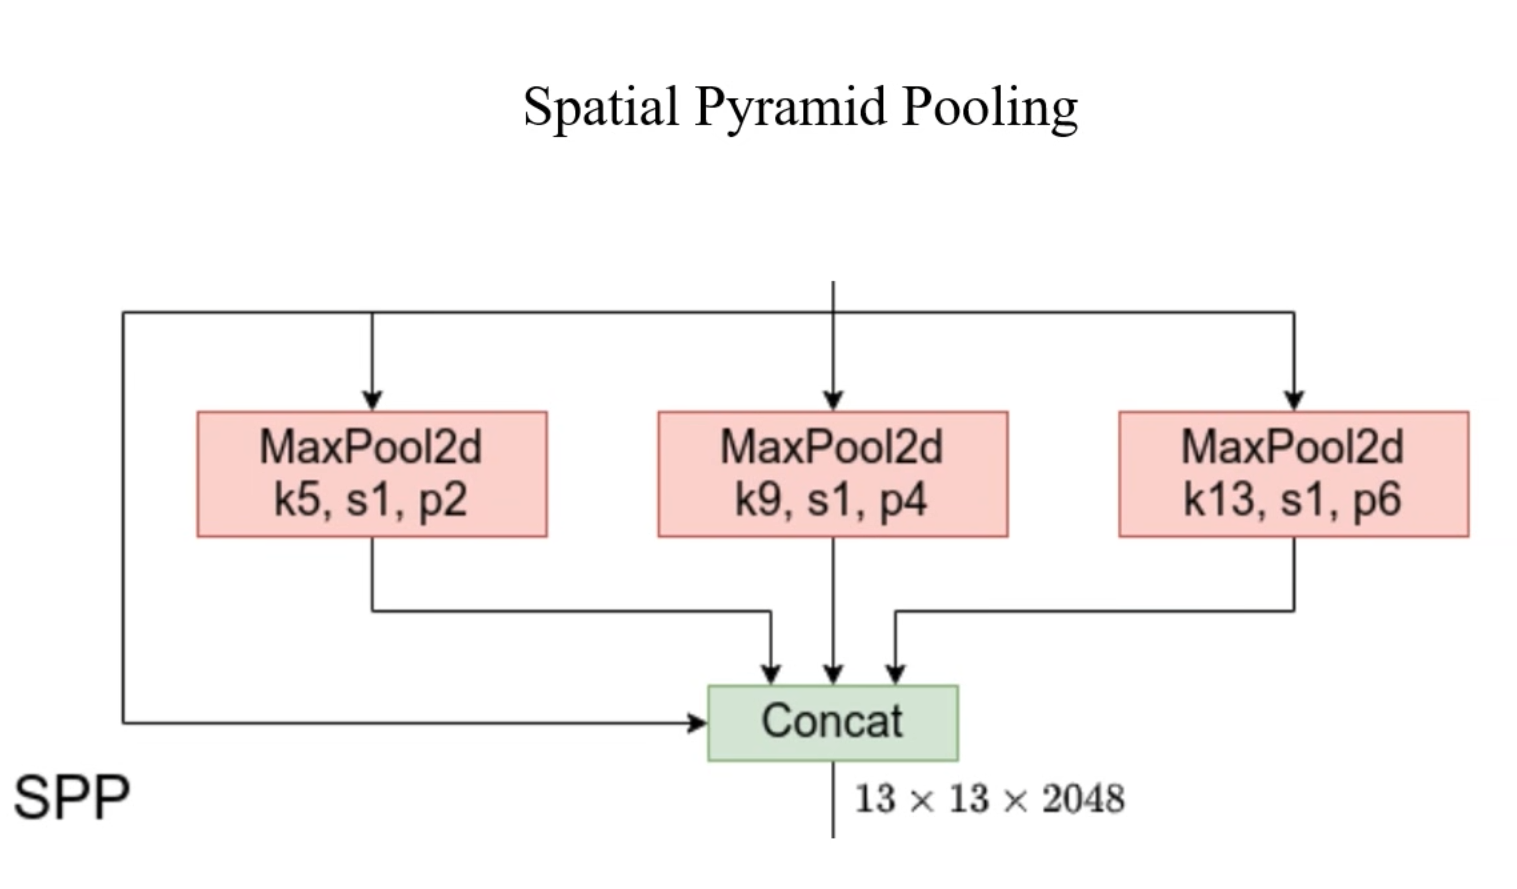 Spatial Pyramid Pooling
MaxPool2d
k5, s1, p2
MaxPool2d
k9, s1, p4
MaxPool2d
k13, s1, p6
Concat
SPP
13 × 13 × 2048